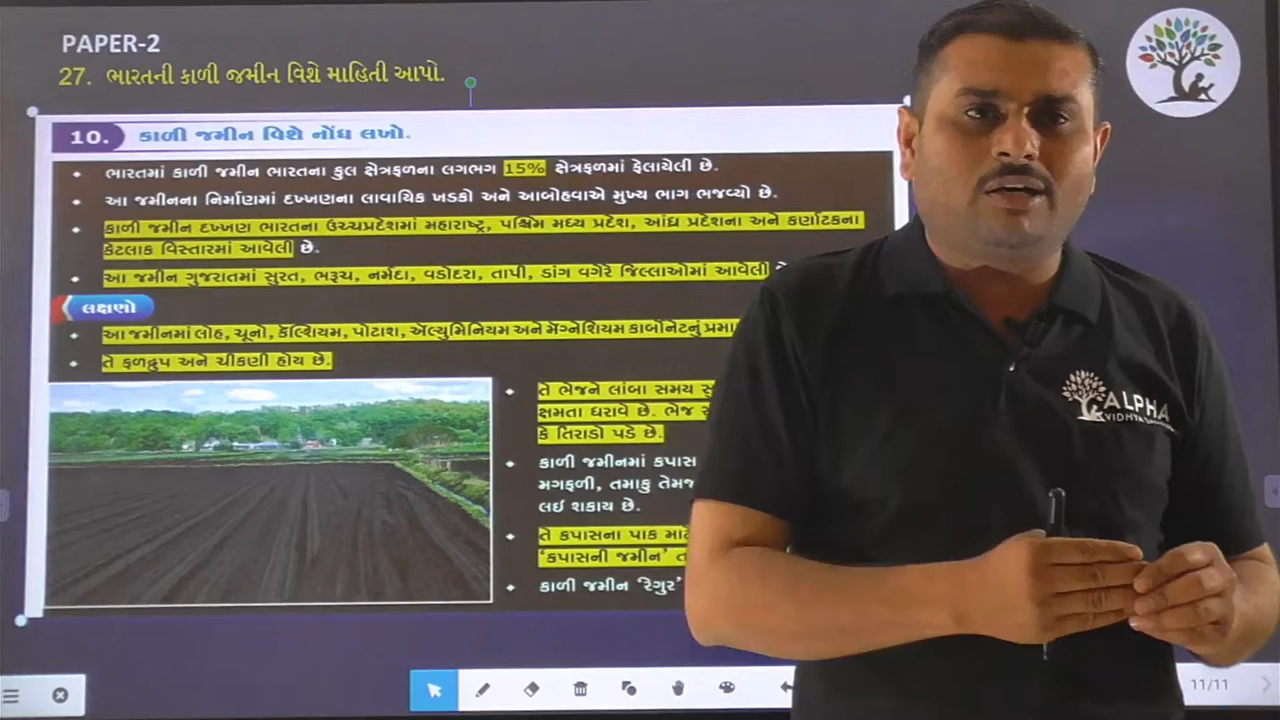 PAPER-2
27. ભારતની કાળી જમીન વિશે માહિતી આપો.
10. કાળી જમીન વિશે નોંધ લખો.
• ભારતમાં કાળી જમીન ભારતના કુલ ક્ષેત્રફળના લગભગ 15% ક્ષેત્રફળમાં ફેલાયેલી છે.
• આ જમીનના નિર્માણમાં દખ્ખણના લાવાયિક ખડકો અને આબોહવાએ મુખ્ય ભાગ ભજવ્યો છે.
• કાળી જમીન દખ્ખણ ભારતના ઉચ્ચપ્રદેશમાં મહારાષ્ટ્ર, પશ્ચિમ મધ્ય પ્રદેશ, આંધ્ર પ્રદેશના અને કર્ણાટકના
કેટલાક વિસ્તારમાં આવેલી છે.
• આ જમીન ગુજરાતમાં સુરત, ભરૂચ, નર્મદા, વડોદરા, તાપી, ડાંગ વગેરે જિલ્લાઓમાં આવેલી
લક્ષણો
• આ જમીનમાં લોહ, ચૂનો, કેલ્શિયમ, પોટાશ, ઍલ્યુમિનિયમ અને મૅગ્નેશિયમ કાર્બોનેટનું
• તે ફળદ્રુપ અને ચીકણી હોય છે.
• તે ભેજને લાંબા સમય
ક્ષમતા ધરાવે છે. ભેજ
કે તિરાડો પડે છે.
• કાળી જમીનમાં કપાસ
મગફળી, તમાકુ
લઈ શકાય છે.
• તે કપાસના પાક
‘કપાસની જમીન’
• કાળી જમીન ‘રેગુર’
ALPHA
11/11